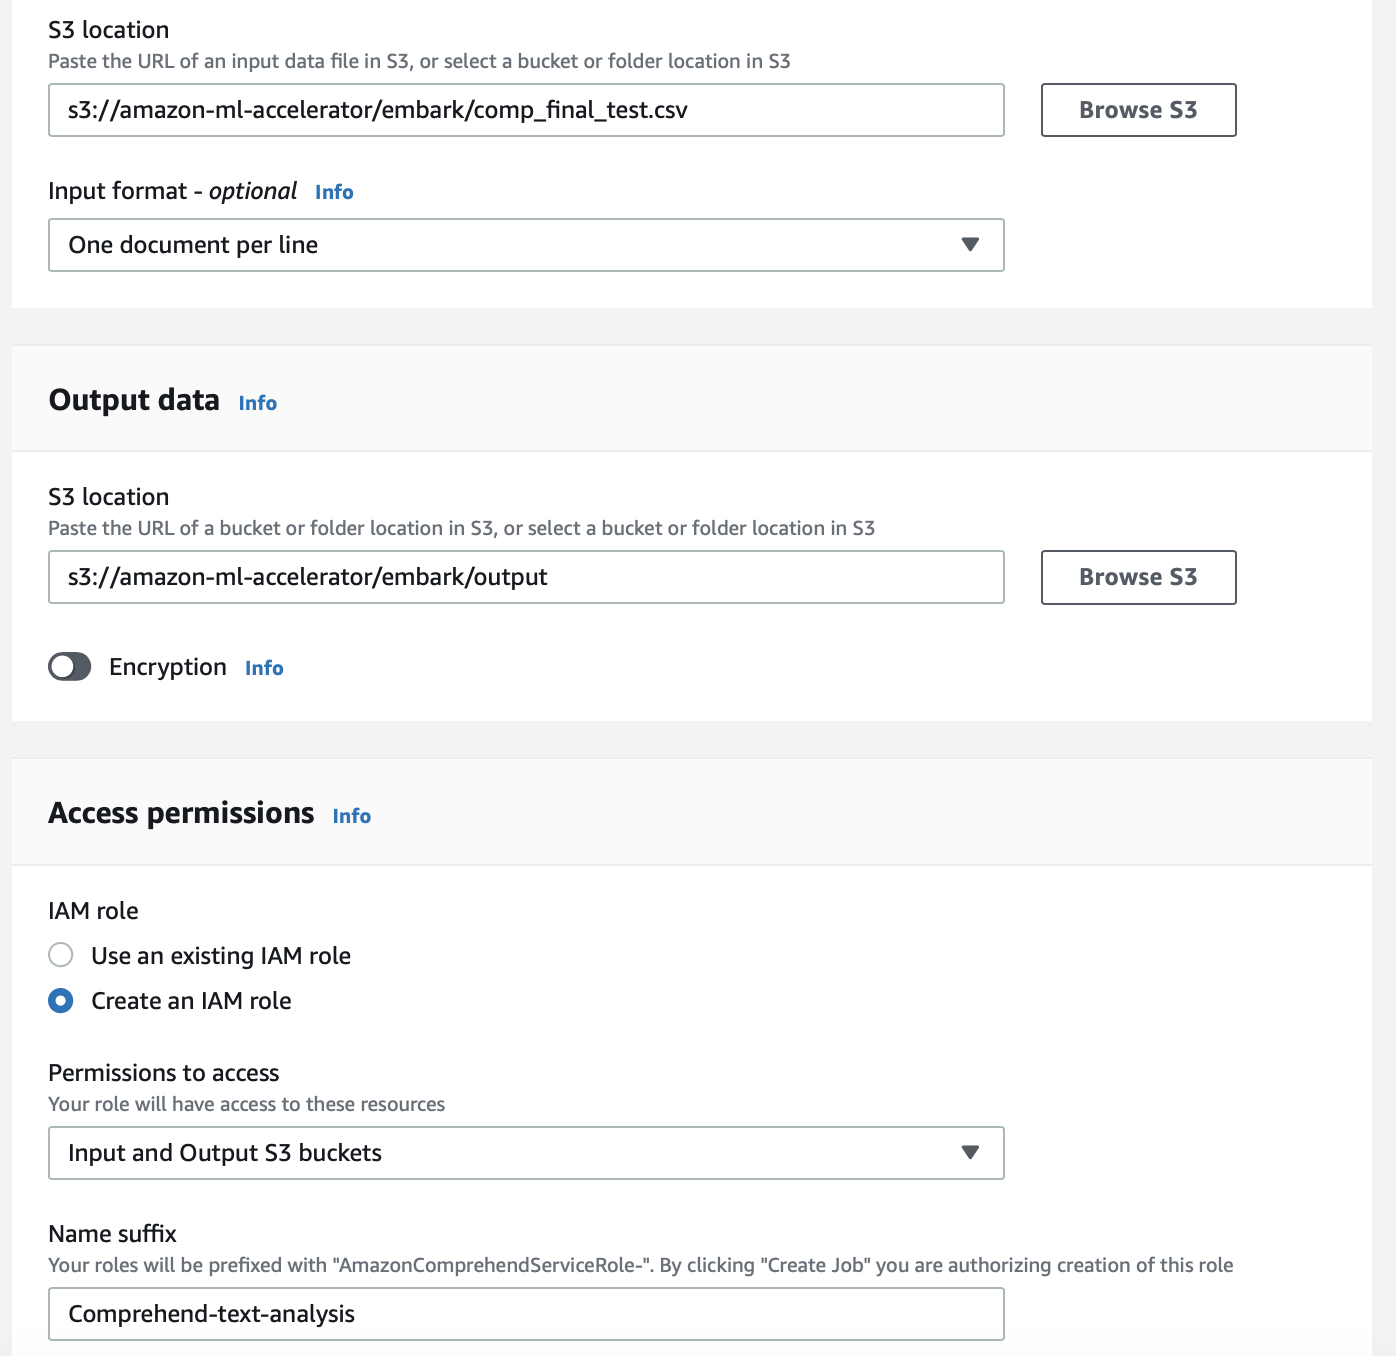 S3 location
Paste the URL of an input data file in S3, or select a bucket or folder location in S3
s3://amazon-ml-accelerator/embark/comp_final_test.csv
Browse S3
Input format - optional Info
One document per line
Output data Info
S3 location
Paste the URL of a bucket or folder location in S3, or select a bucket or folder location in S3
s3://amazon-ml-accelerator/embark/output
Browse S3
Encryption Info
Access permissions Info
IAM role
Use an existing IAM role
Create an IAM role
Permissions to access
Your role will have access to these resources
Input and Output S3 buckets
Name suffix
Your roles will be prefixed with "AmazonComprehendServiceRole-". By clicking "Create Job" you are authorizing creation of this role
Comprehend-text-analysis